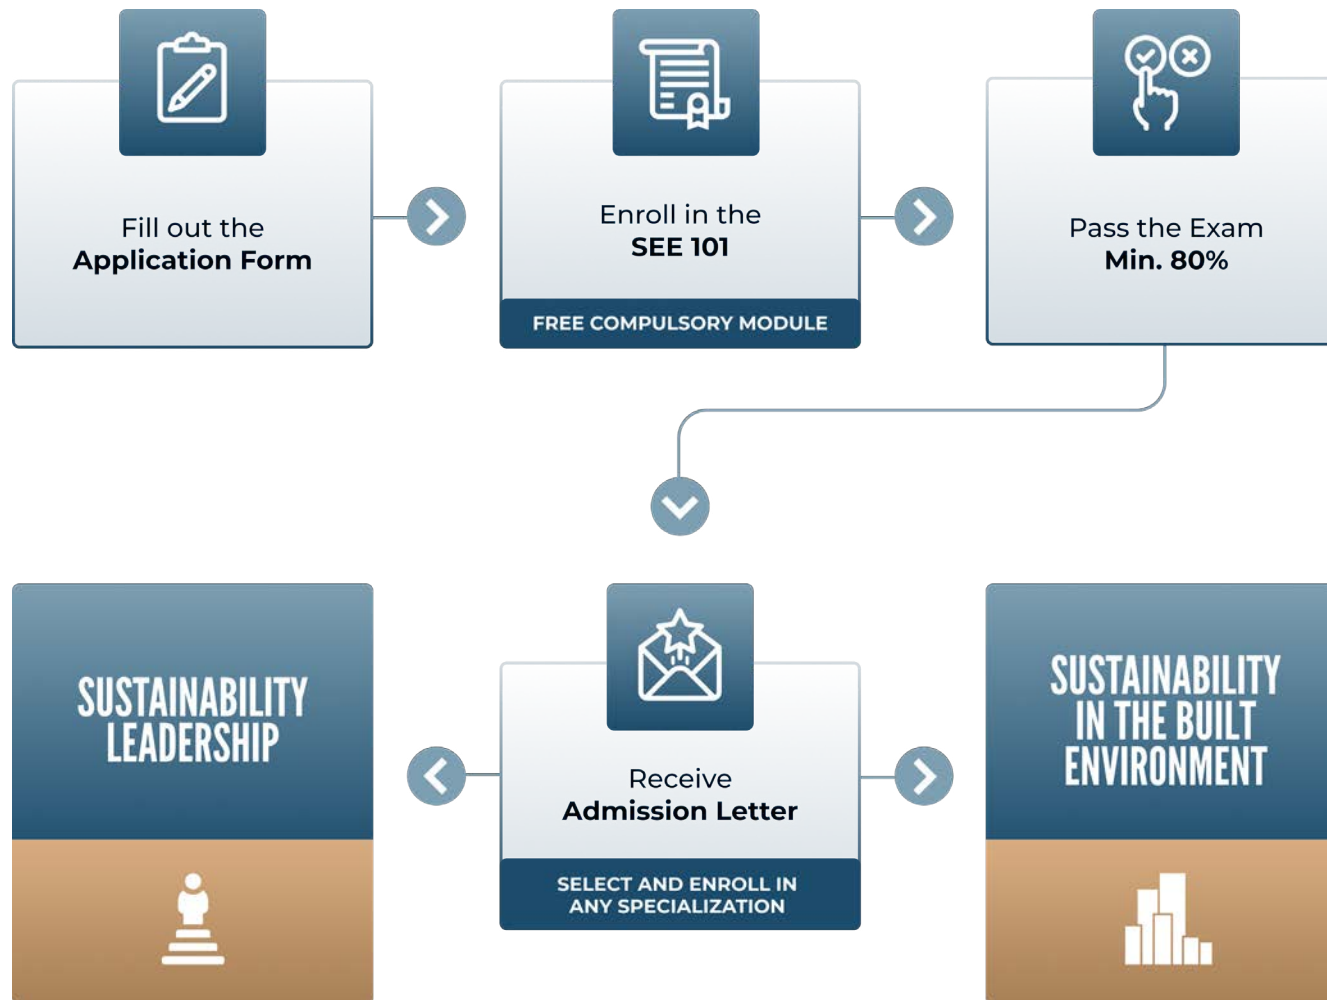 Fill out the
Application Form
Enroll in the
SEE 101
FREE COMPULSORY MODULE
Pass the Exam
Min. 80%
SUSTAINABILITY
LEADERSHIP
Receive
Admission Letter
SELECT AND ENROLL IN
ANY SPECIALIZATION
SUSTAINABILITY
IN THE BUILT
ENVIRONMENT